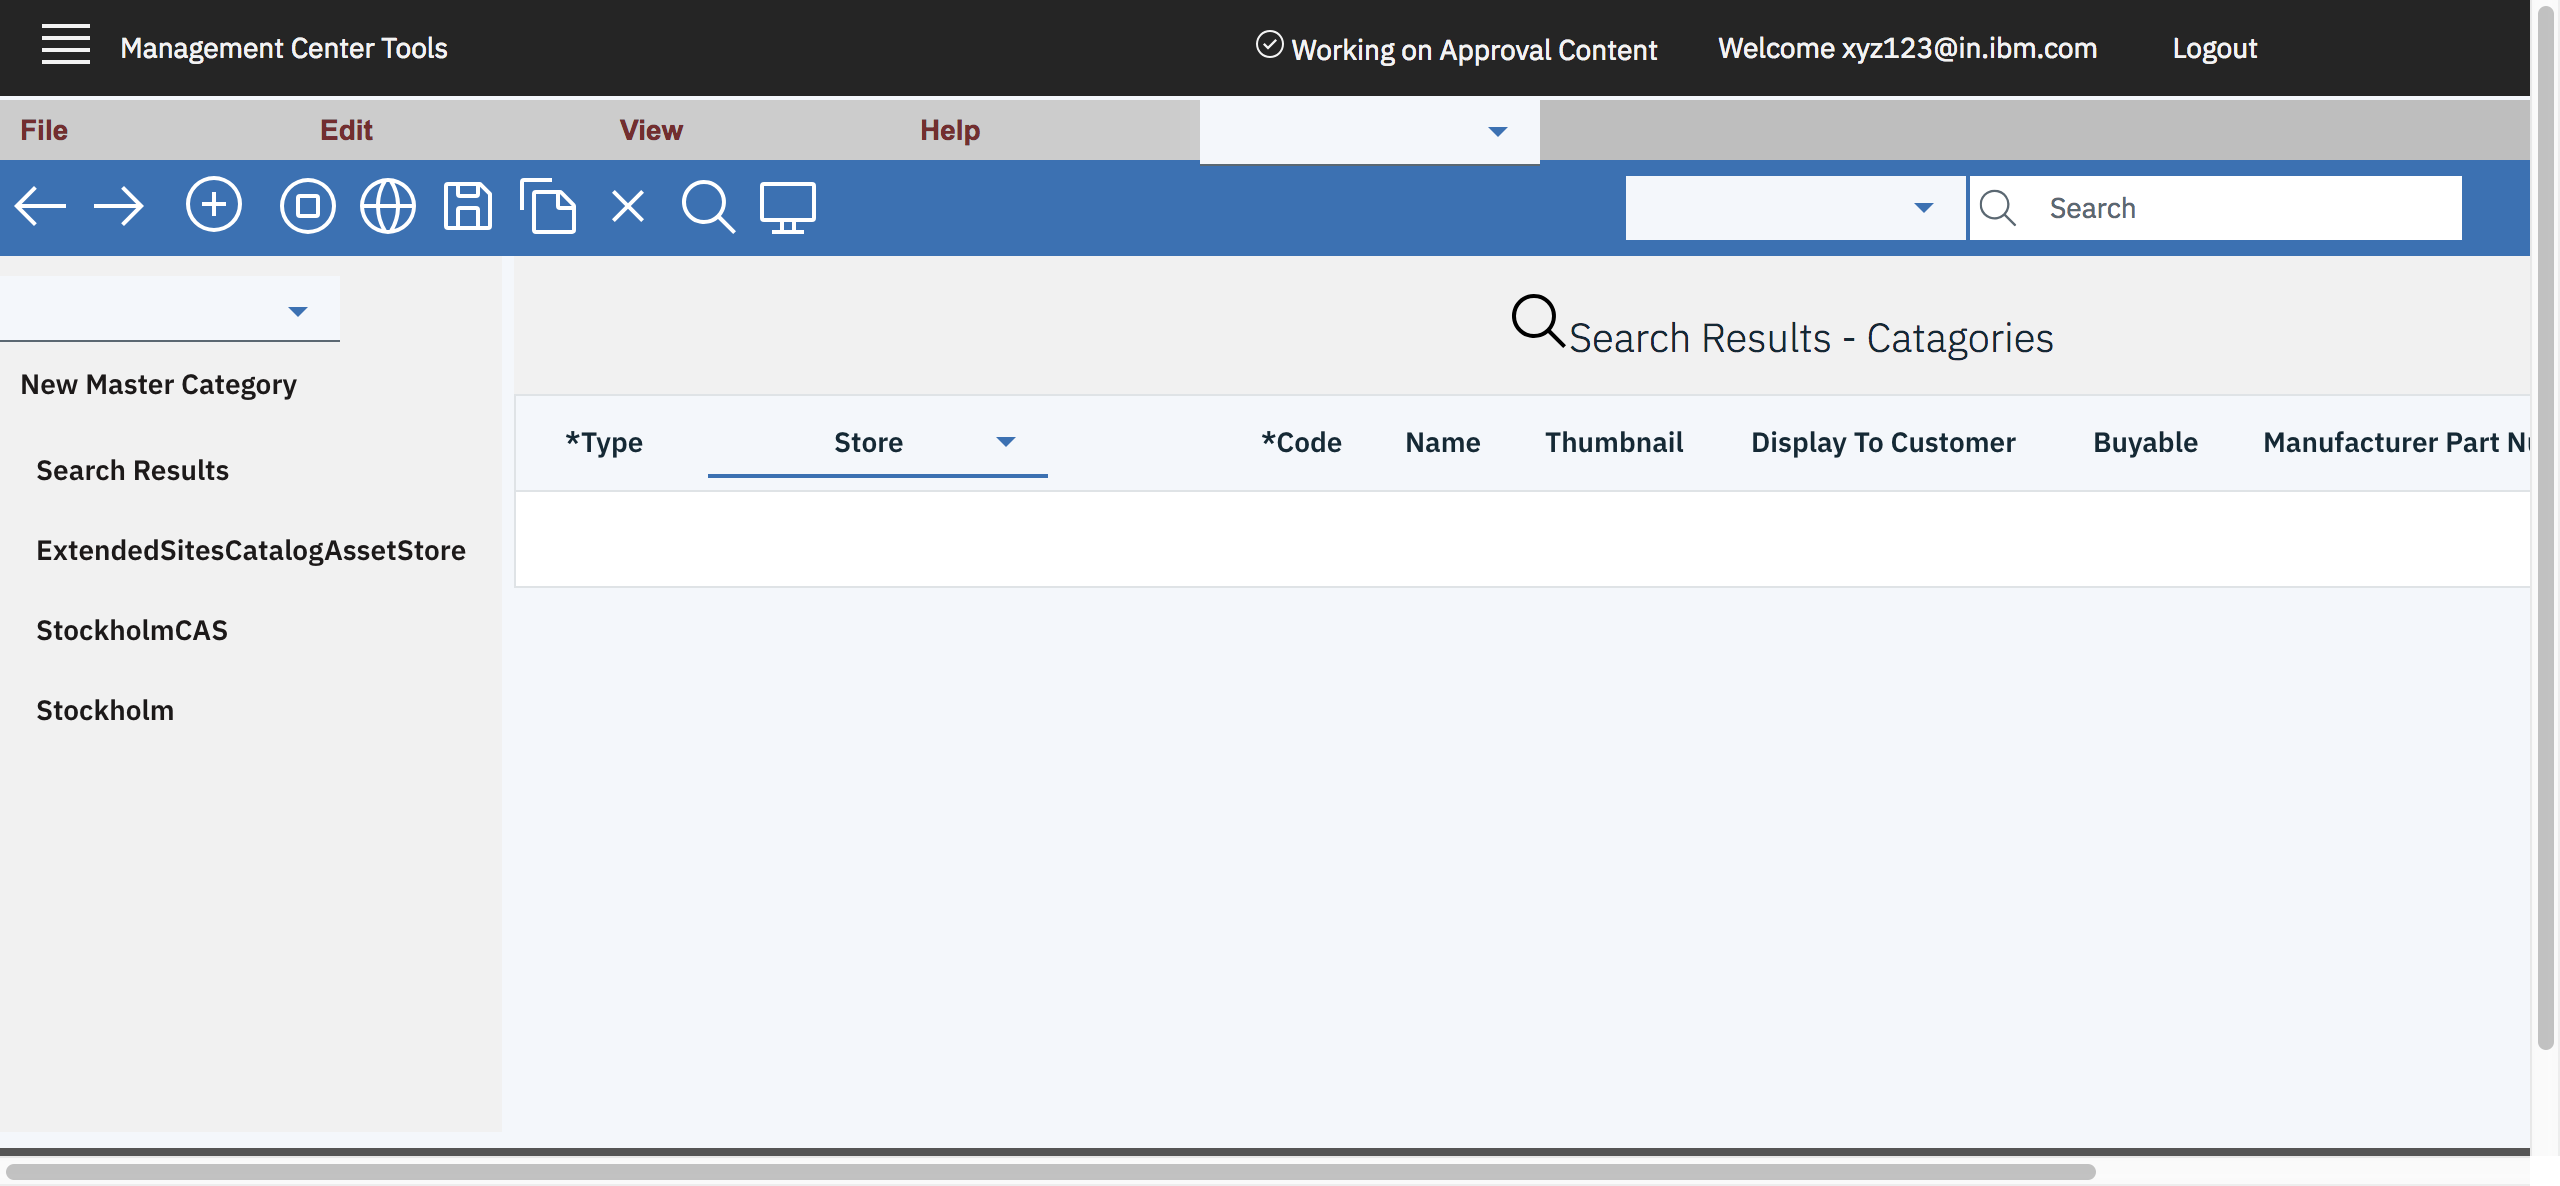 Management Center Tools
Working on Approval Content
Welcome xyz123@in.ibm.com
Logout
File
Edit
View
Help
Search
New Master Category
Search Results
ExtendedSitesCatalogAssetStore
StockholmCAS
Stockholm
Search Results - Catagories
*Type
Store
*Code
Name
Thumbnail
Display To Customer
Buyable
Manufacturer Part